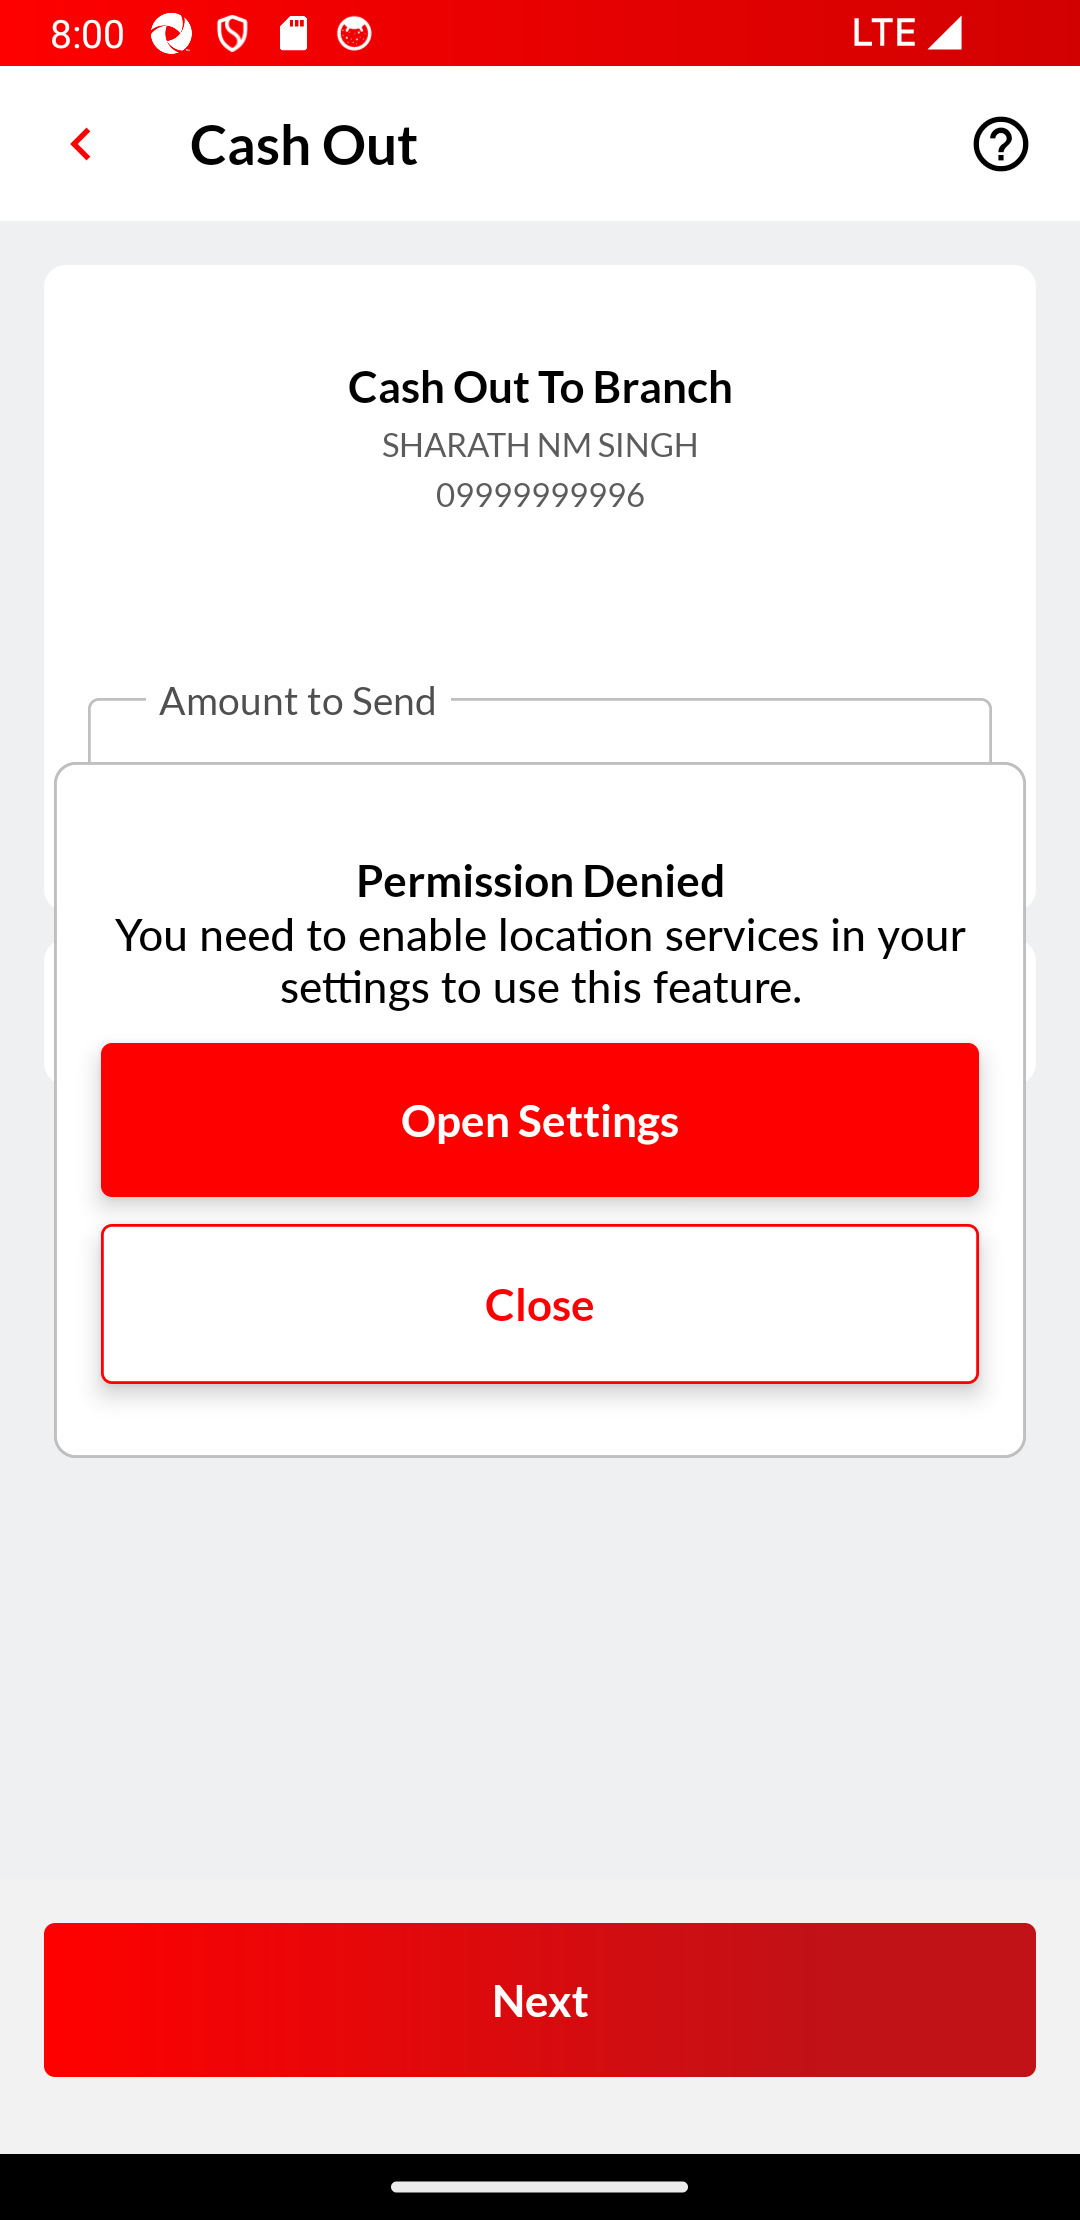 8:00
LTE
Cash Out
Cash Out To Branch
SHARATH NM SINGH
09999999996
Amount to Send
Permission Denied
You need to enable location services in your
settings to use this feature.
Open Settings
Close
Next